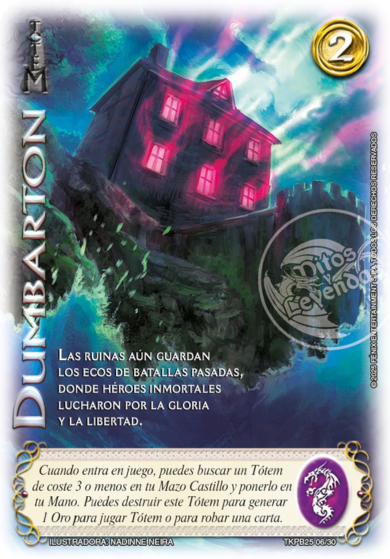 TÓTEM
2
DUMBARTON
LAS RUINAS AÚN GUARDAN
LOS ECOS DE BATALLAS PASADAS,
DONDE HÉROES INMORTALES
LUCHARON POR LA GLORIA
Y LA LIBERTAD.
Mitos y Leyendas
Cuando entra en juego, puedes buscar un Tótem
de coste 3 o menos en tu Mazo Castillo y ponerlo en
tu Mano. Puedes destruir este Tótem para generar
1 Oro para jugar Tótem o para robar una carta.
ILUSTRADORA: NADINNE NEIRA
TKPB25.06/30